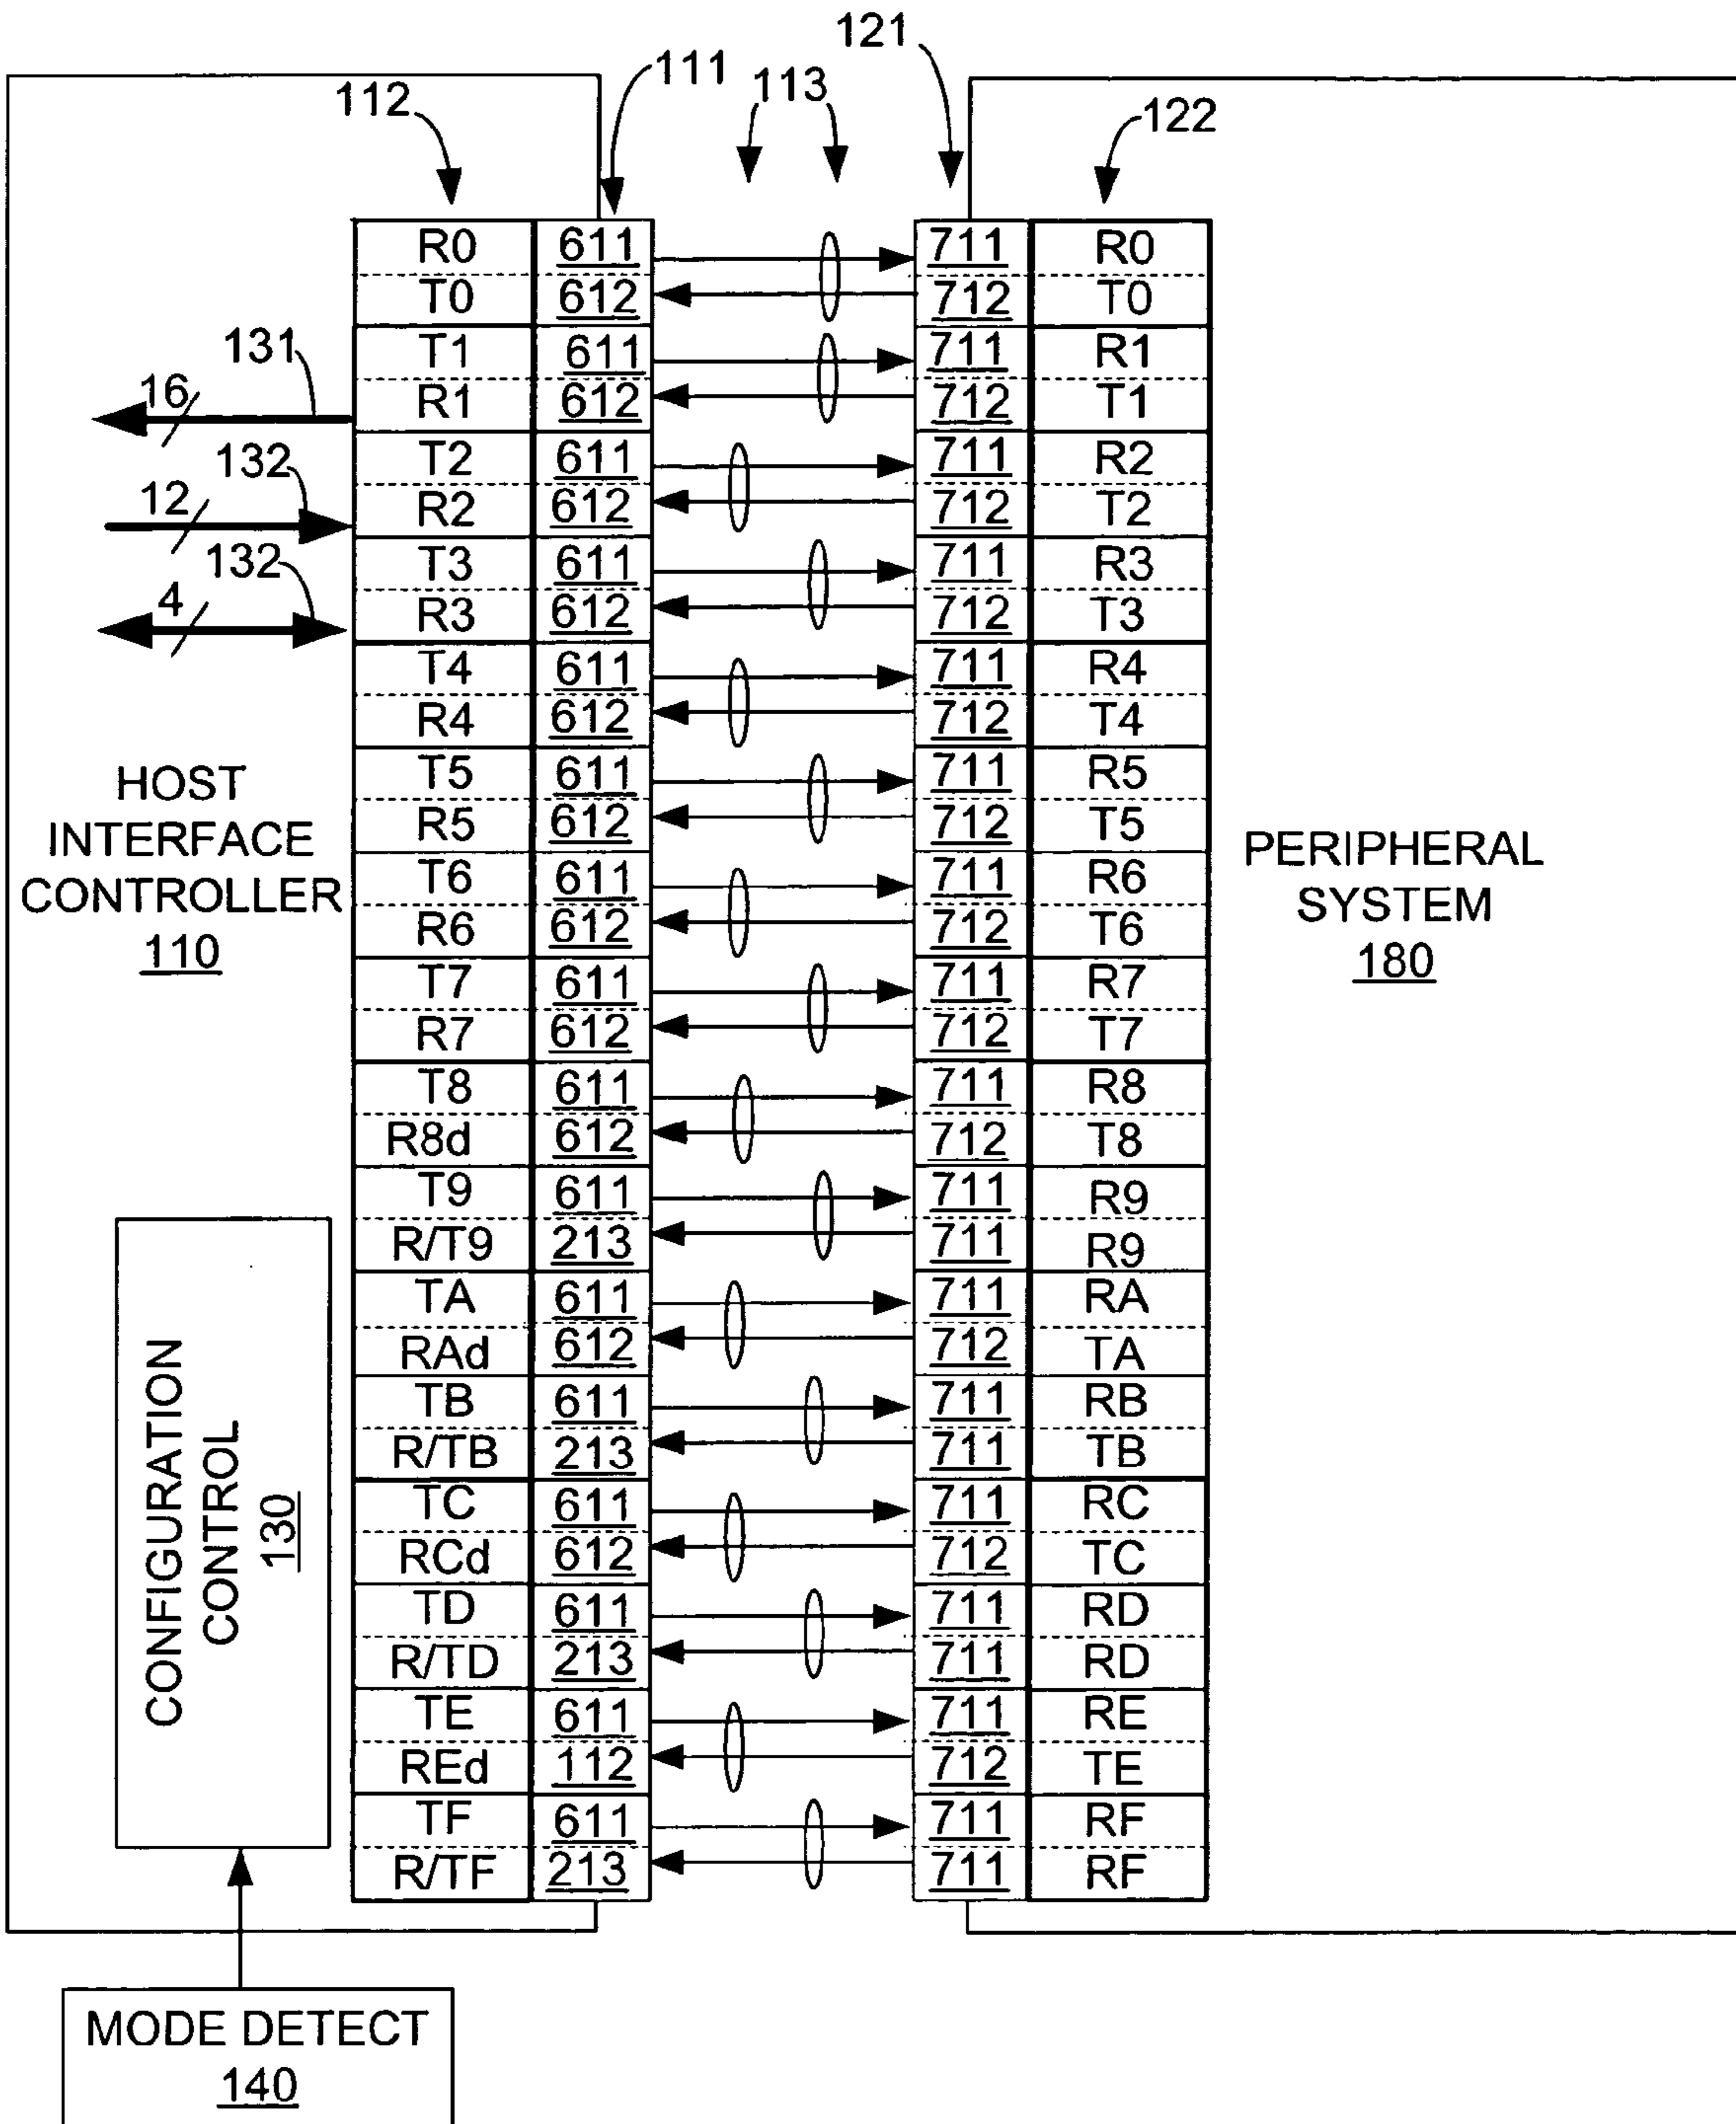 121
111
113
112
122
R0 611 711 R0
T0 612 712 T0
T1 611 711 R1
R1 612 712 T1
T2 611 711 R2
R2 612 712 T2
T3 611 711 R3
R3 612 712 T3
T4 611 711 R4
R4 612 712 T4
T5 611 711 R5
R5 612 712 T5
T6 611 711 R6
R6 612 712 T6
T7 611 711 R7
R7 612 712 T7
T8 611 711 R8
R8d 612 712 T8
T9 611 711 R9
R/T9 213 711 R9
TA 611 711 RA
RAd 612 712 TA
TB 611 711 RB
R/TB 213 711 TB
TC 611 711 RC
RCd 612 712 TC
TD 611 711 RD
R/TD 213 711 RD
TE 611 711 RE
REd 112 712 TE
TF 611 711 RF
R/TF 213 711 RF
131
16
132
12
132
4
HOST
INTERFACE
CONTROLLER
110
PERIPHERAL
SYSTEM
180
CONFIGURATION
CONTROL
130
MODE DETECT
140